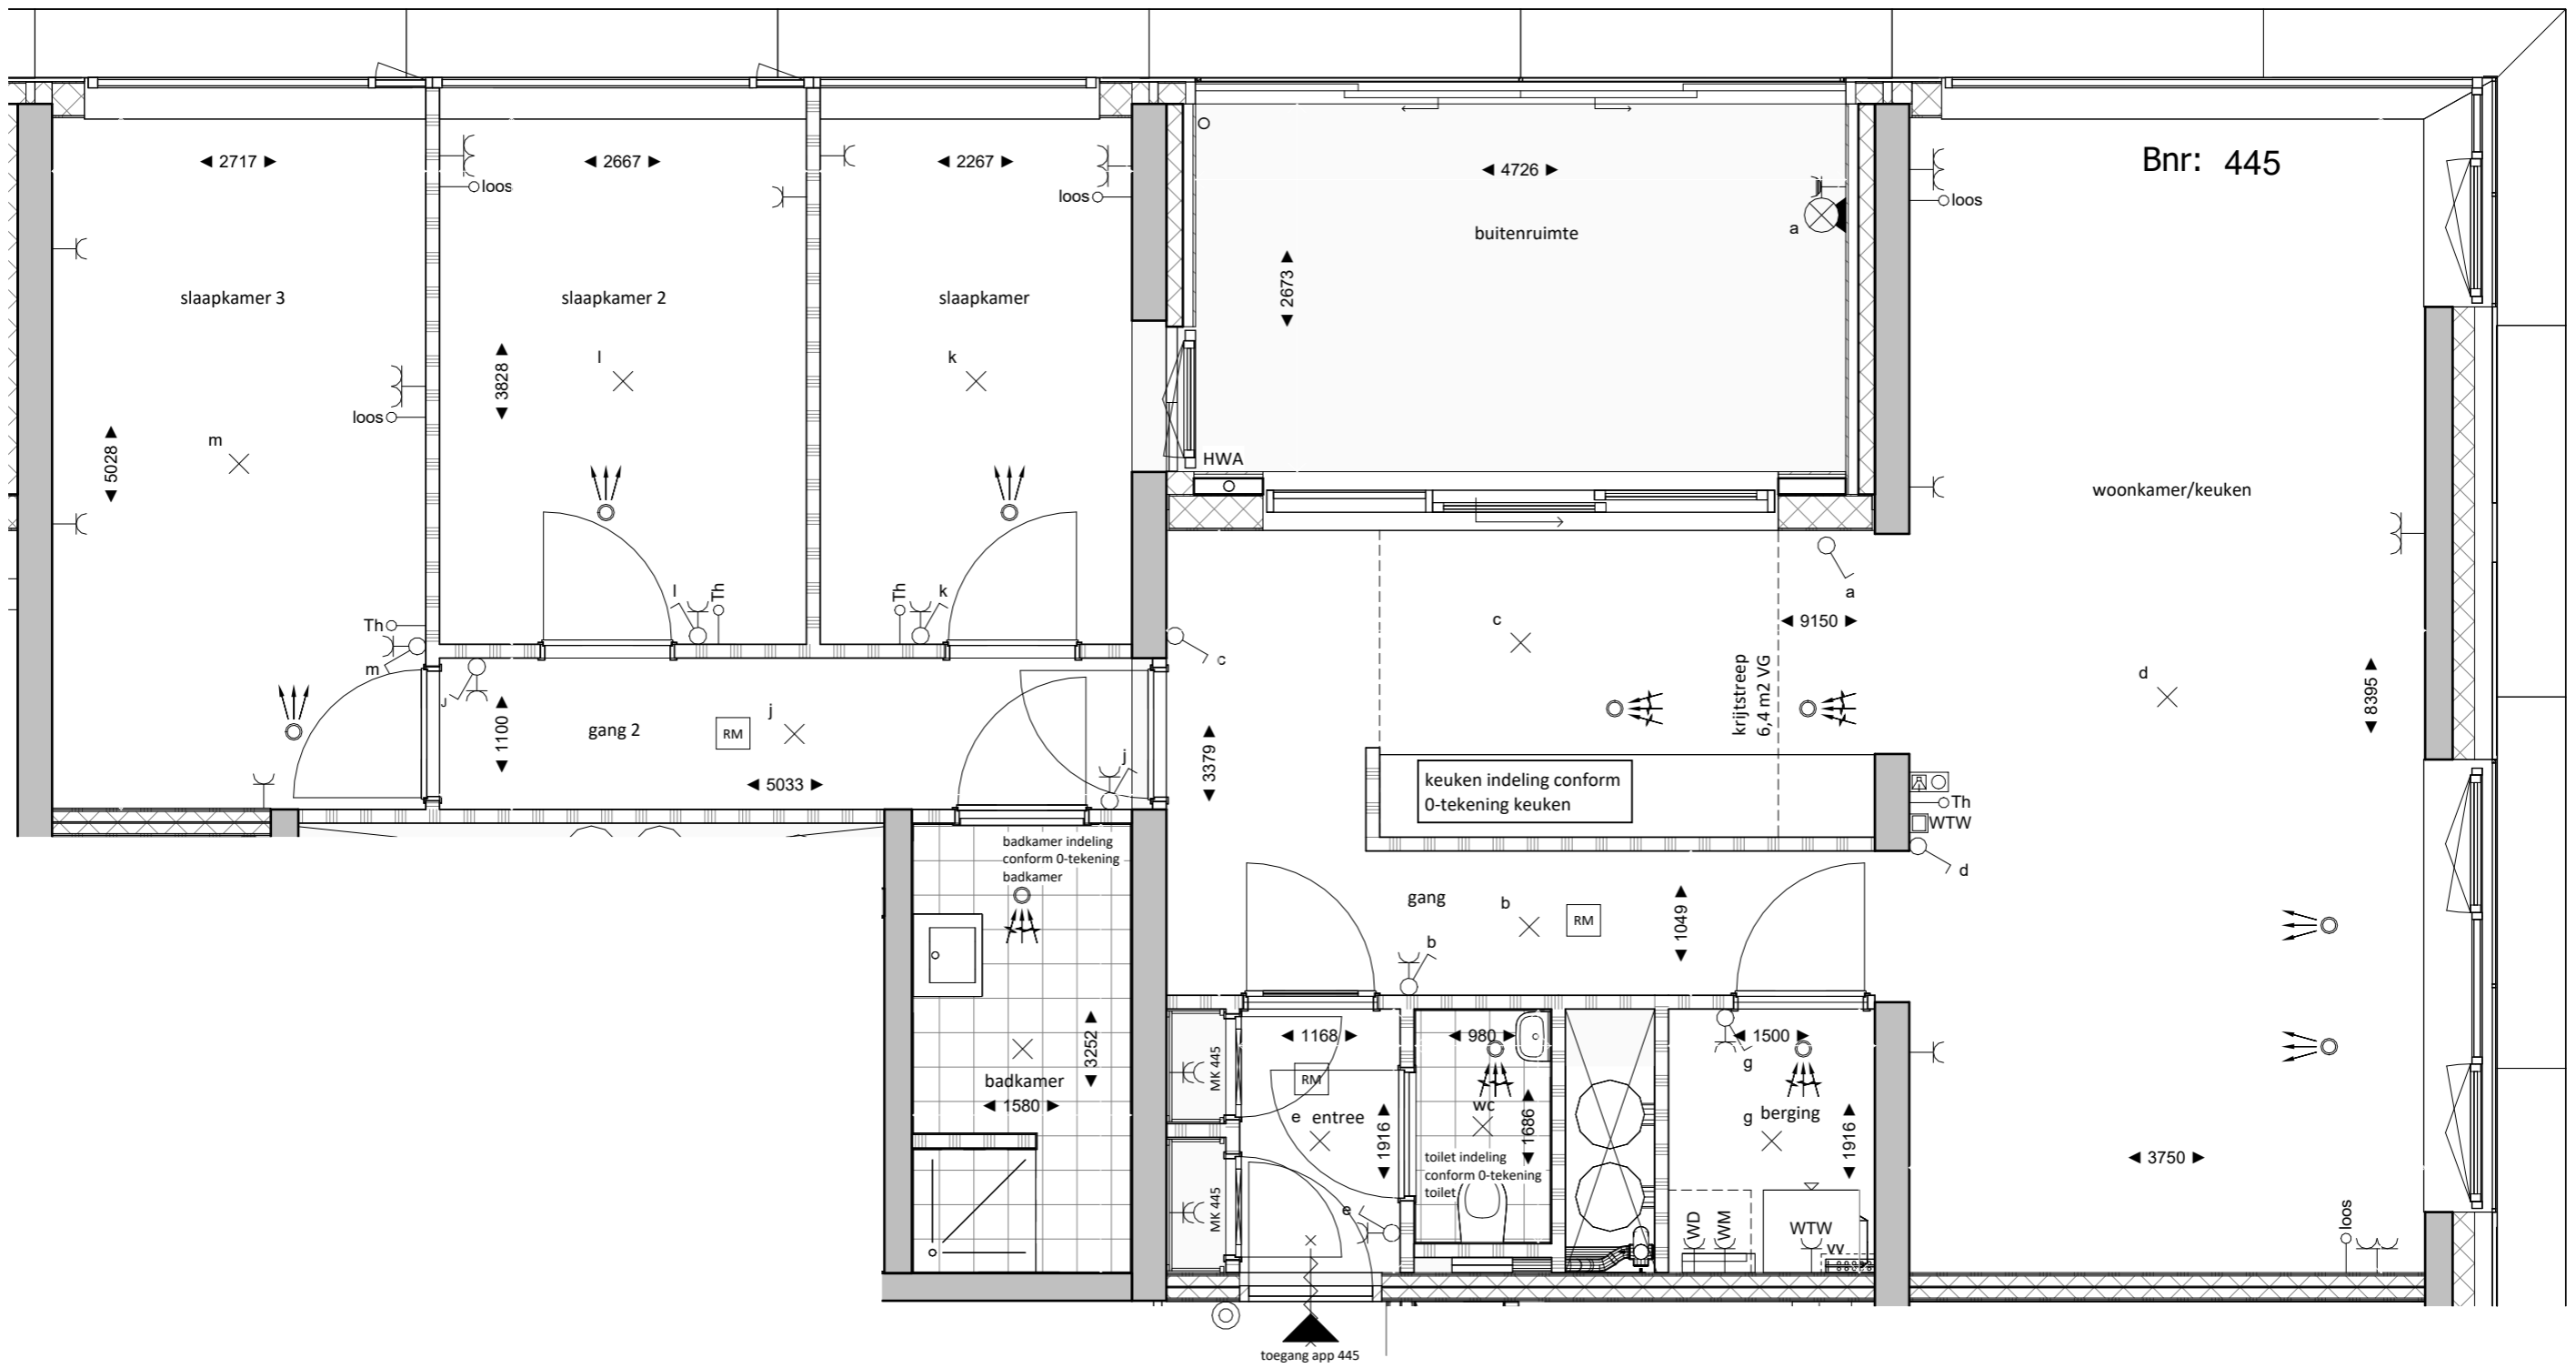 Bnr: 445
◄ 2717 ►
◄ 2667 ►
◄ 2267 ►
◄ 4726 ►
loos
loos
loos
a
buitenruimte
◄ 2673 ►
slaapkamer 3
slaapkamer 2
slaapkamer
l
k
◄ 3828 ►
loos
m
◄ 5028 ►
HWA
woonkamer/keuken
Th
m
l
Th
Th
k
c
c
a
◄ 9150 ►
krijtstreep
6,4 m2 VG
d
◄ 8395 ►
J
◄ 1100 ►
gang 2
RM
j
j
◄ 5033 ►
◄ 3379 ►
keuken indeling conform
0-tekening keuken
Th
WTW
d
badkamer indeling
conform 0-tekening
badkamer
gang
b
RM
b
◄ 1049 ►
◄ 3252 ►
badkamer
◄ 1580 ►
MK 445
MK 445
◄ 1168 ►
RM
e entree
◄ 1916 ►
e
◄ 980 ►
wc
◄ 1686 ►
toilet indeling
conform 0-tekening
toilet
◄ 1500 ►
g
g berging
◄ 1916 ►
WD
WM
WTW
VV
◄ 3750 ►
loos
toegang app 445